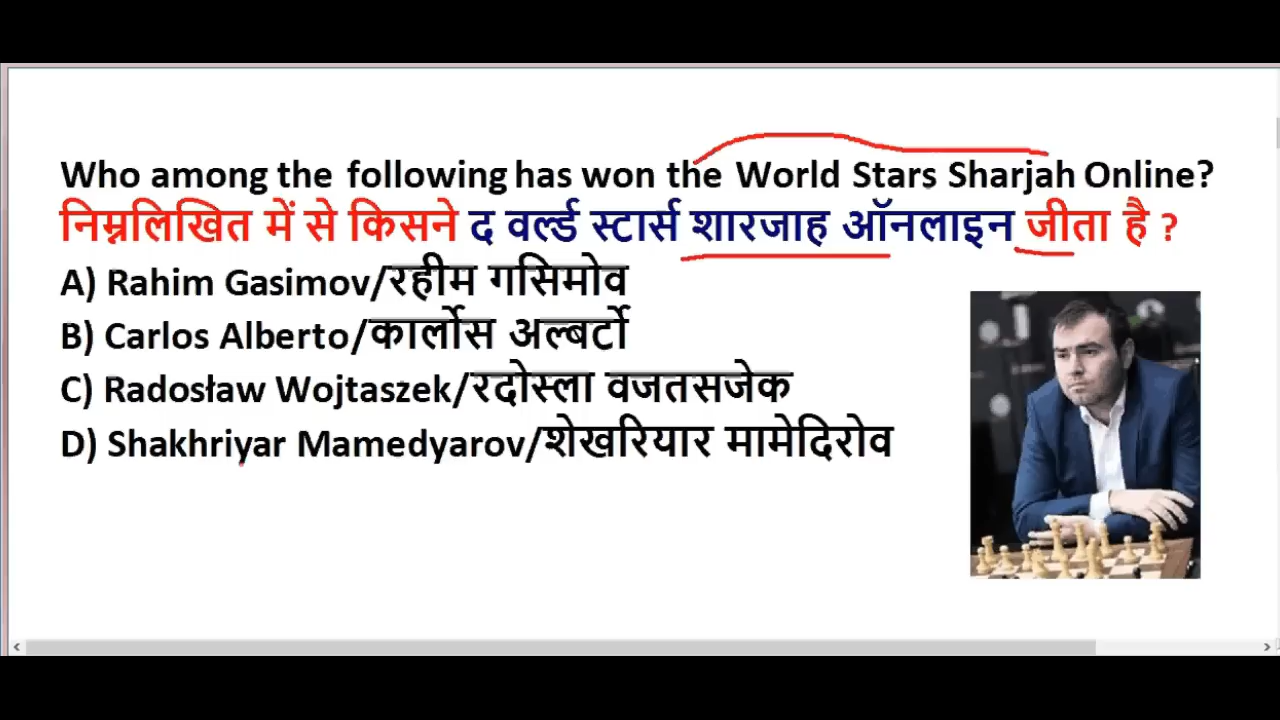 Who among the following has won the World Stars Sharjah Online?
निम्नलिखित में से किसने द वर्ल्ड स्टार्स शारजाह ऑनलाइन जीता है ?
A) Rahim Gasimov/रहीम गसिमोव
B) Carlos Alberto/कार्लोस अल्बर्टो
C) Radosław Wojtaszek/रदोस्ला वजतसजेक
D) Shakhriyar Mamedyarov/शेखरियार मामेदिरोव